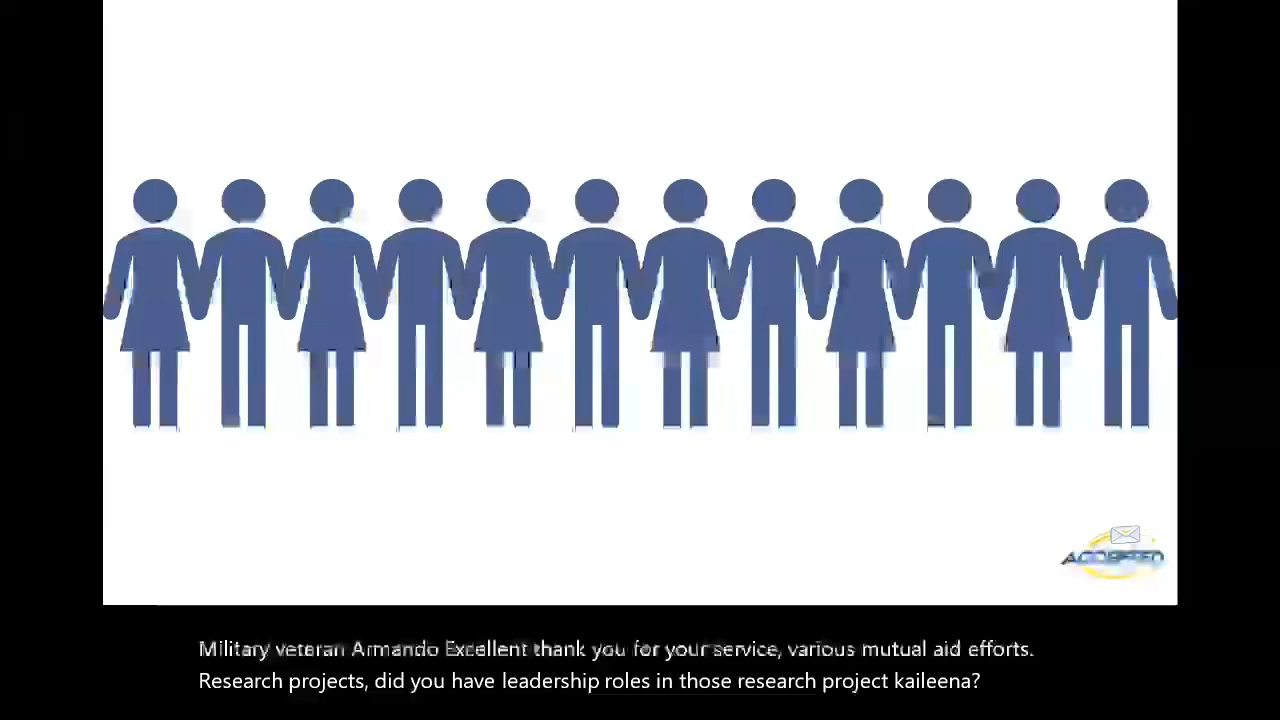 ACCEPTED
Military veteran Armando Excellent thank you for your service, various mutual aid efforts.
Research projects, did you have leadership roles in those research project kaileena?